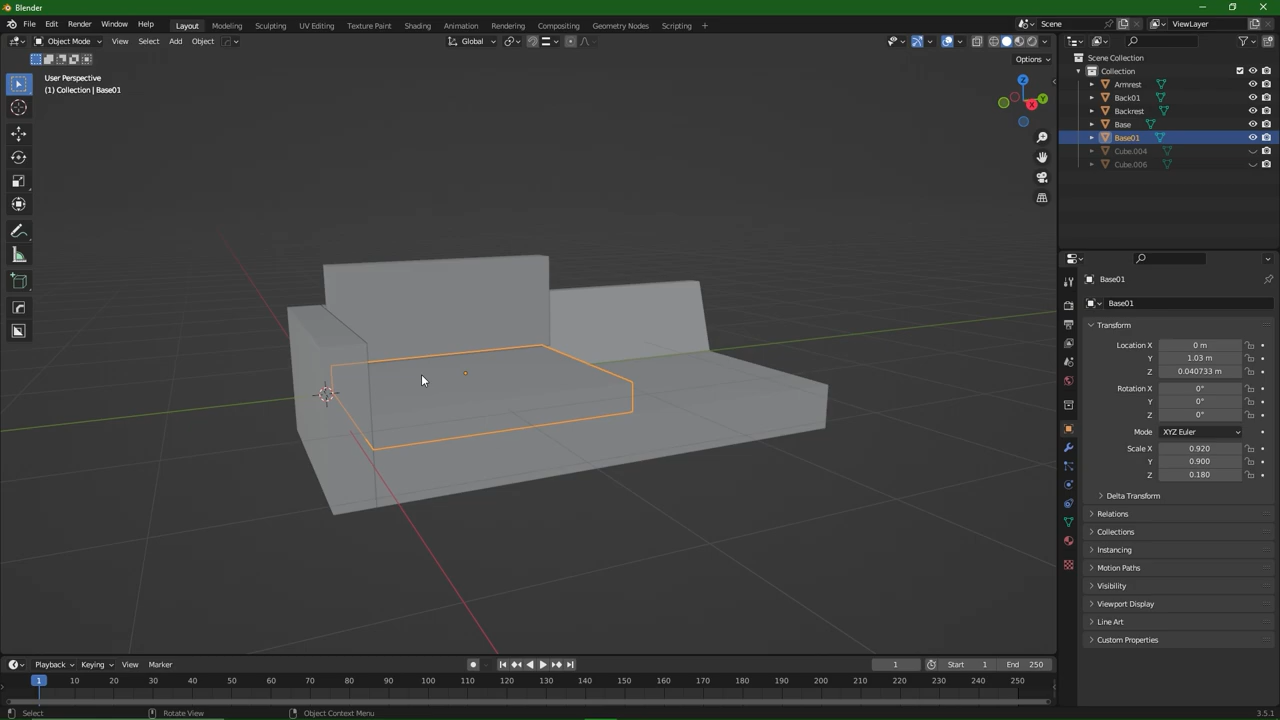 Blender
File Edit Render Window Help Layout Modeling Sculpting UV Editing Texture Paint Shading Animation Rendering Compositing Geometry Nodes Scripting + Scene ViewLayer
Object Mode View Select Add Object Global
Options
User Perspective
(1) Collection | Base01
Z
Y
X
Scene Collection
Collection
Armrest
Back01
Backrest
Base
Base01
Cube.004
Cube.006
Base01
Base01
Transform
Location X 0 m
Y 1.03 m
Z 0.040733 m
Rotation X 0°
Y 0°
Z 0°
Mode XYZ Euler
Scale X 0.920
Y 0.900
Z 0.180
Delta Transform
Relations
Collections
Instancing
Motion Paths
Visibility
Viewport Display
Line Art
Custom Properties
Playback Keying View Marker 1 Start 1 End 250
1 10 20 30 40 50 60 70 80 90 100 110 120 130 140 150 160 170 180 190 200 210 220 230 240 250
Select Rotate View Object Context Menu 3.5.1